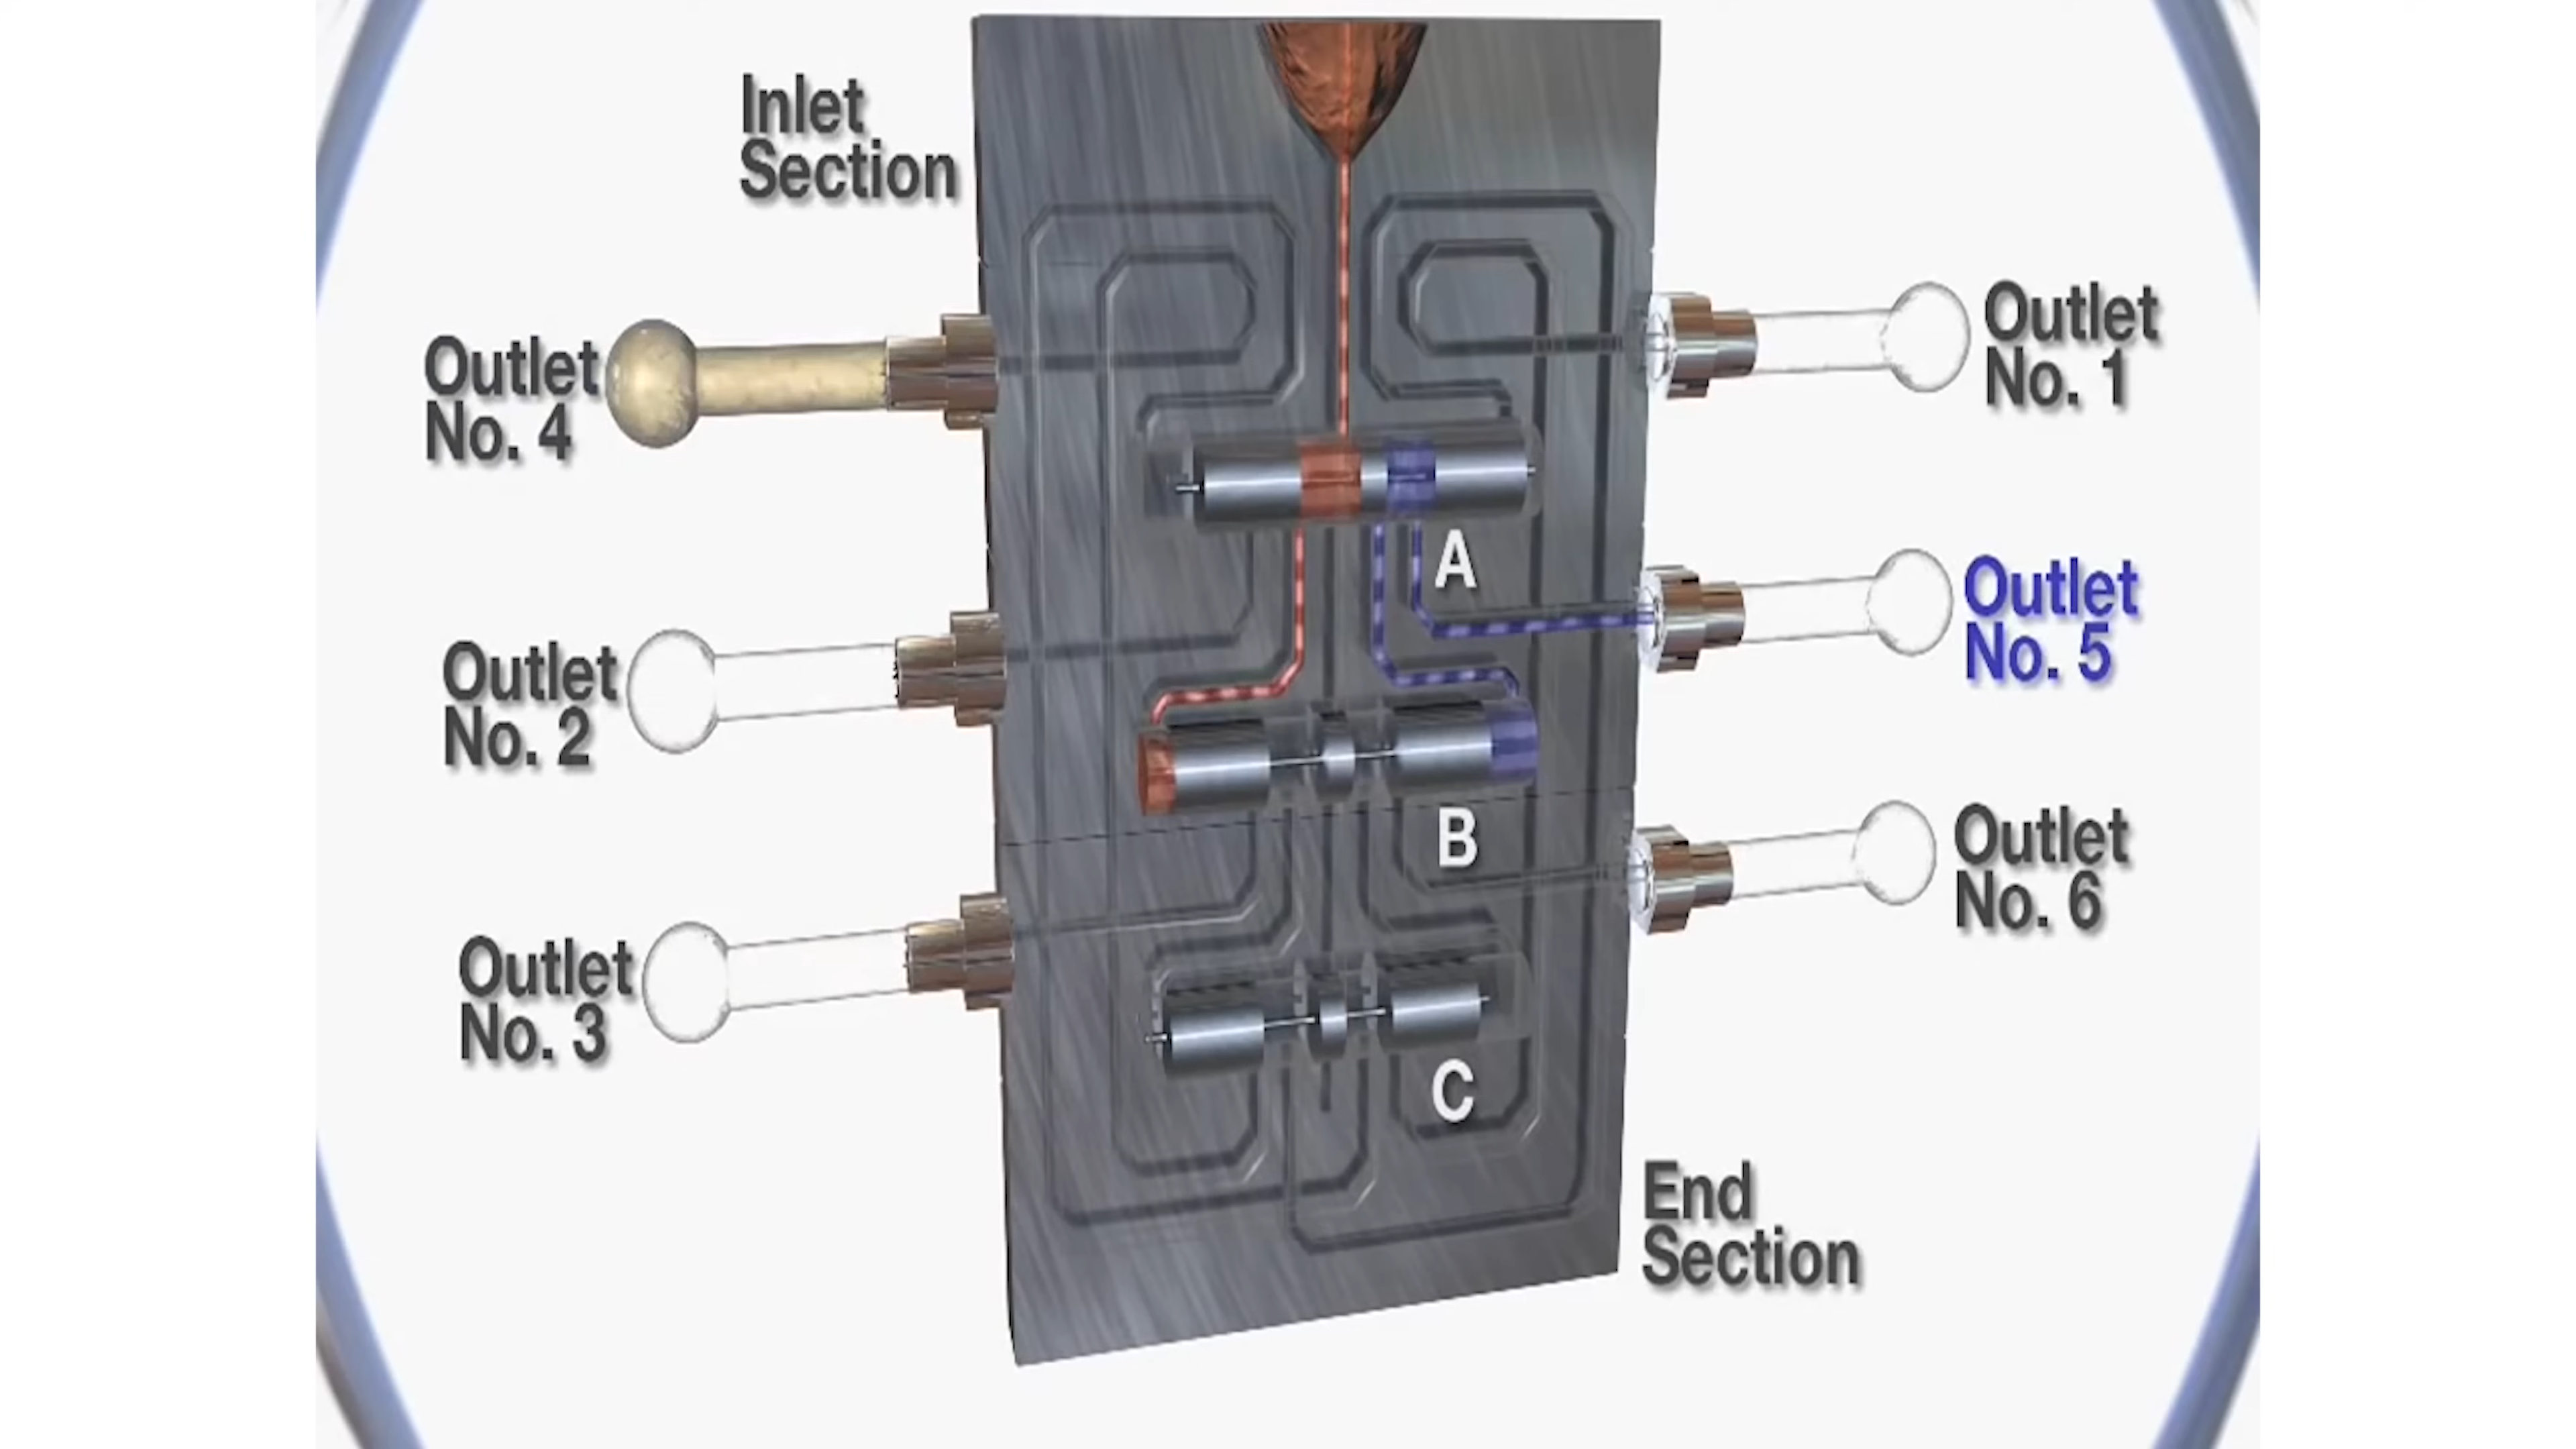 Inlet
Section
Outlet
No. 4
Outlet
No. 1
Outlet
No. 2
A
Outlet
No. 5
B
Outlet
No. 3
Outlet
No. 6
C
End
Section